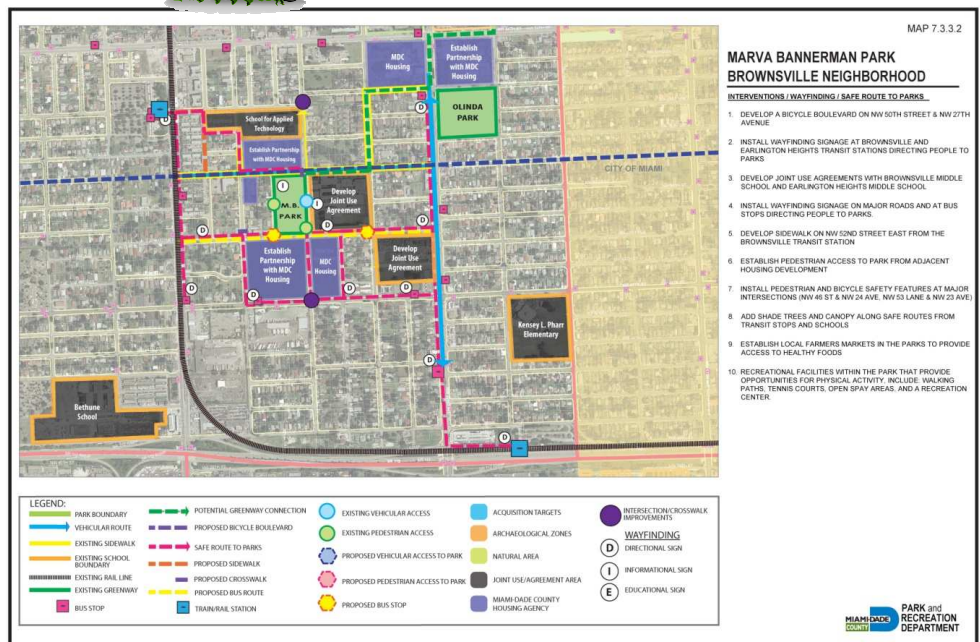 MAP 7.3.3.2
MARVA BANNERMAN PARK
BROWNSVILLE NEIGHBORHOOD
INTERVENTIONS / WAYFINDING / SAFE ROUTE TO PARKS
1. DEVELOP A BICYCLE BOULEVARD ON NW 50TH STREET & NW 27TH
AVENUE
2. INSTALL WAYFINDING SIGNAGE AT BROWNSVILLE AND
EARLINGTON HEIGHTS TRANSIT STATIONS DIRECTING PEOPLE TO
PARKS
3. DEVELOP JOINT USE AGREEMENTS WITH BROWNSVILLE MIDDLE
SCHOOL AND EARLINGTON HEIGHTS MIDDLE SCHOOL
4. INSTALL WAYFINDING SIGNAGE ON MAJOR ROADS AND AT BUS
STOPS DIRECTING PEOPLE TO PARKS.
5. DEVELOP SIDEWALK ON NW 52ND STREET EAST FROM THE
BROWNSVILLE TRANSIT STATION
6. ESTABLISH PEDESTRIAN ACCESS TO PARK FROM ADJACENT
HOUSING DEVELOPMENT
7. INSTALL PEDESTRIAN AND BICYCLE SAFETY FEATURES AT MAJOR
INTERSECTIONS (NW 46 ST & NW 24 AVE, NW 53 LANE & NW 23 AVE)
8. ADD SHADE TREES AND CANOPY ALONG SAFE ROUTES FROM
TRANSIT STOPS AND SCHOOLS
9. ESTABLISH LOCAL FARMERS MARKETS IN THE PARKS TO PROVIDE
ACCESS TO HEALTHY FOODS
10. RECREATIONAL FACILITIES WITHIN THE PARK THAT PROVIDE
OPPORTUNITIES FOR PHYSICAL ACTIVITY, INCLUDE: WALKING
PATHS, TENNIS COURTS, OPEN SPAY AREAS, AND A RECREATION
CENTER.
MDC
Housing
Establish
Partnership
with MDC
Housing
OLINDA
PARK
D
D
School for Applied
Technology
Establish Partnership
with MDC Housing
CITY OF MIAMI
I
M.B.
PARK
I
Develop
Joint Use
Agreement
D
D
D
Establish
Partnership
with MDC
Housing
MDC
Housing
Develop
Joint Use
Agreement
D
D
D
D
Kensey L. Pharr
Elementary
D
Bethune
School
D
LEGEND:
PARK BOUNDARY
VEHICULAR ROUTE
EXISTING SIDEWALK
EXISTING SCHOOL
BOUNDARY
EXISTING RAIL LINE
EXISTING GREENWAY
BUS STOP
POTENTIAL GREENWAY CONNECTION
PROPOSED BICYCLE BOULEVARD
SAFE ROUTE TO PARKS
PROPOSED SIDEWALK
PROPOSED CROSSWALK
PROPOSED BUS ROUTE
TRAIN/RAIL STATION
EXISTING VEHICULAR ACCESS
EXISTING PEDESTRIAN ACCESS
PROPOSED VEHICULAR ACCESS TO PARK
PROPOSED PEDESTRIAN ACCESS TO PARK
PROPOSED BUS STOP
ACQUISITION TARGETS
ARCHAEOLOGICAL ZONES
NATURAL AREA
JOINT USE/AGREEMENT AREA
MIAMI-DADE COUNTY
HOUSING AGENCY
INTERSECTION/CROSSWALK
IMPROVEMENTS
WAYFINDING
D DIRECTIONAL SIGN
I INFORMATIONAL SIGN
E EDUCATIONAL SIGN
MIAMI-DADE
COUNTY
PARK and
RECREATION
DEPARTMENT